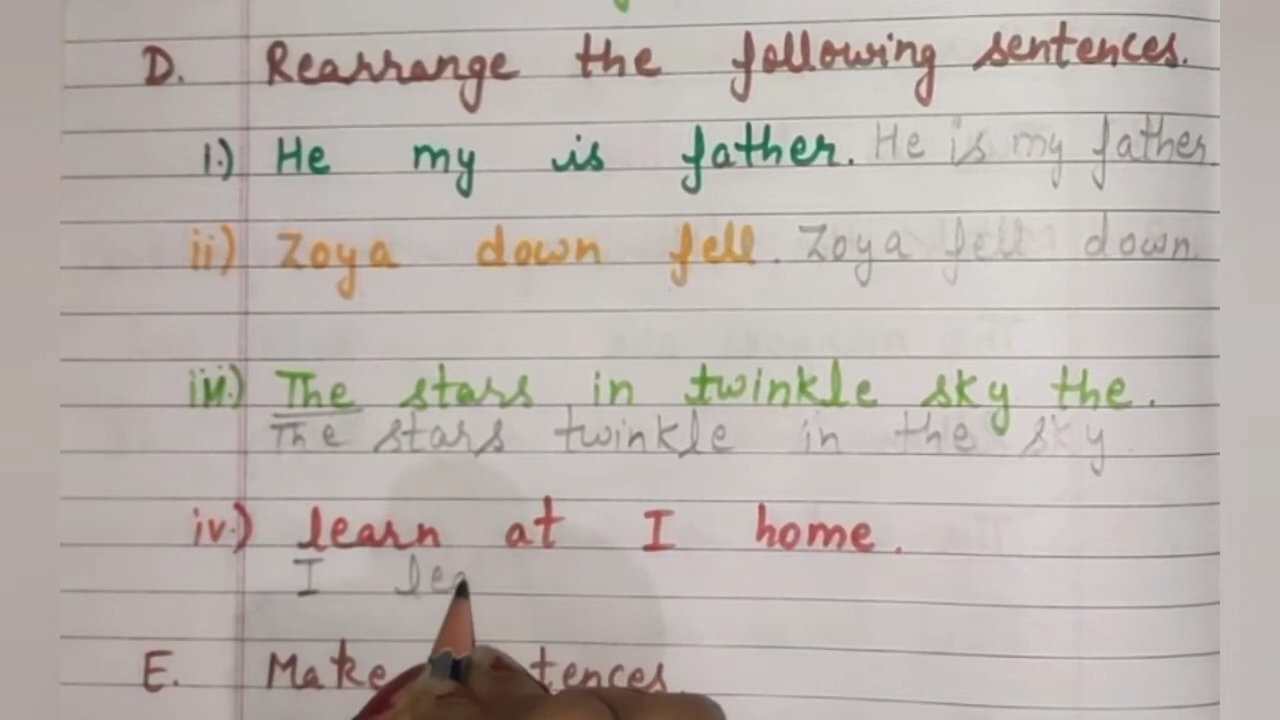 D. Rearrange the following sentences.
i.) He my is father. He is my father
ii) Zoya down fell. Zoya fell down.
iii.) The stars in twinkle sky the.
The stars twinkle in the sky
iv.) learn at I home.
I lea
E. Make tences.